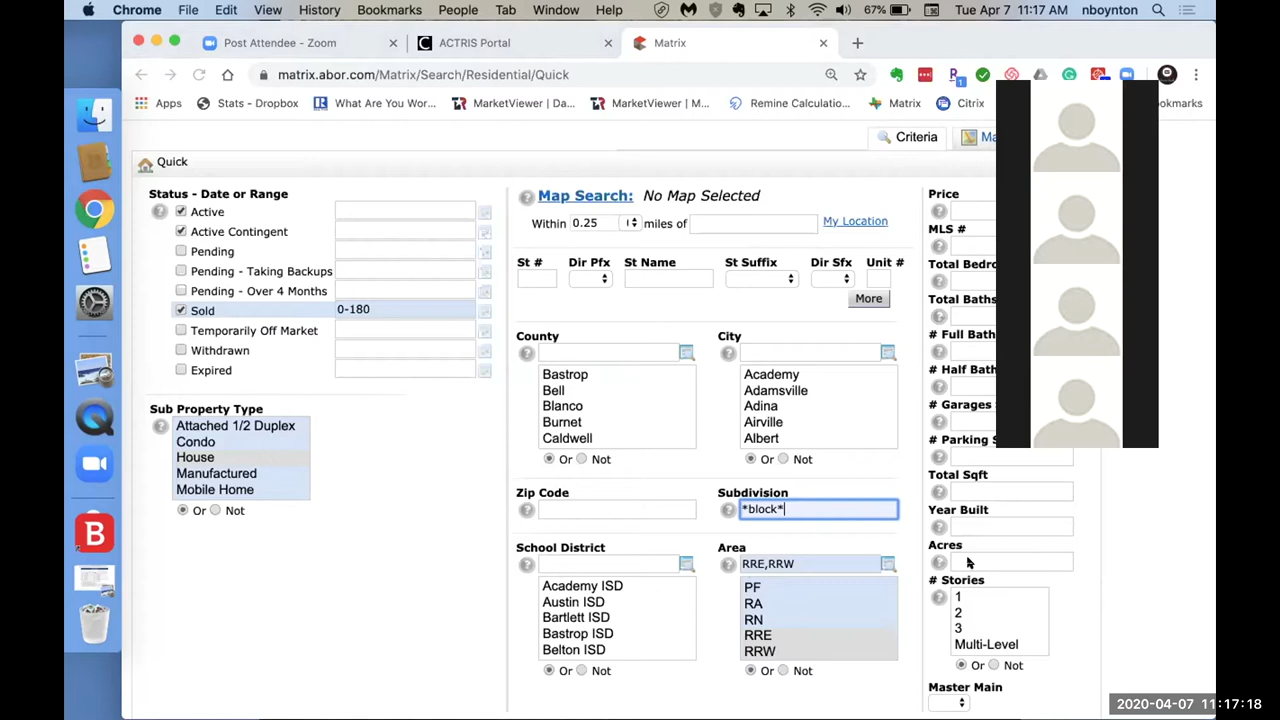 Chrome File Edit View History Bookmarks People Tab Window Help 67% Tue Apr 7 11:17 AM nboynton
Post Attendee - Zoom ACTRIS Portal Matrix
matrix.abor.com/Matrix/Search/Residential/Quick
Apps Stats - Dropbox What Are You Wor... MarketViewer | Da... MarketViewer | M... Remine Calculatio... Matrix Citrix okmarks
Criteria Ma
Quick
Status - Date or Range
Active
Active Contingent
Pending
Pending - Taking Backups
Pending - Over 4 Months
Sold 0-180
Temporarily Off Market
Withdrawn
Expired
Sub Property Type
Attached 1/2 Duplex
Condo
House
Manufactured
Mobile Home
Or Not
Map Search: No Map Selected
Within 0.25 miles of My Location
St # Dir Pfx St Name St Suffix Dir Sfx Unit #
More
County City
Bastrop Academy
Bell Adamsville
Blanco Adina
Burnet Airville
Caldwell Albert
Or Not Or Not
Zip Code Subdivision
*block*
School District Area
RRE,RRW
Academy ISD PF
Austin ISD RA
Bartlett ISD RN
Bastrop ISD RRE
Belton ISD RRW
Or Not Or Not
Price
MLS #
Total Bedro
Total Baths
# Full Bath
# Half Bath
# Garages
# Parking S
Total Sqft
Year Built
Acres
# Stories
1
2
3
Multi-Level
Or Not
Master Main
2020-04-07 11:17:18